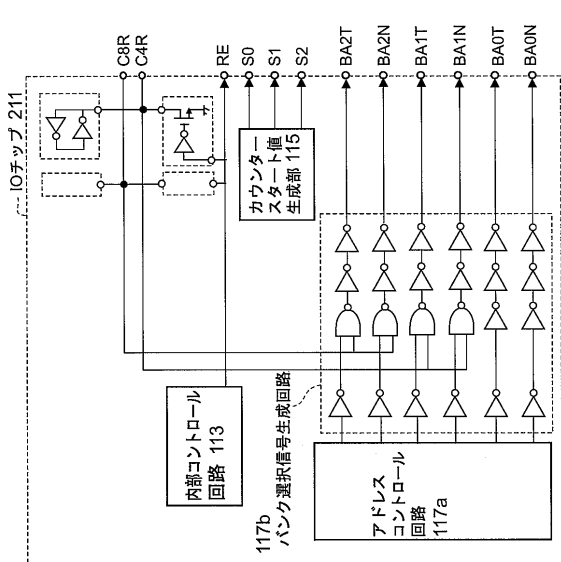 IOチップ 211
C8R
C4R
RE
S0
S1
S2
BA2T
BA2N
BA1T
BA1N
BA0T
BA0N
カウンター
スタート値
生成部 115
内部コントロール
回路 113
117b
バンク選択信号生成回路
アドレス
コントロール
回路
117a